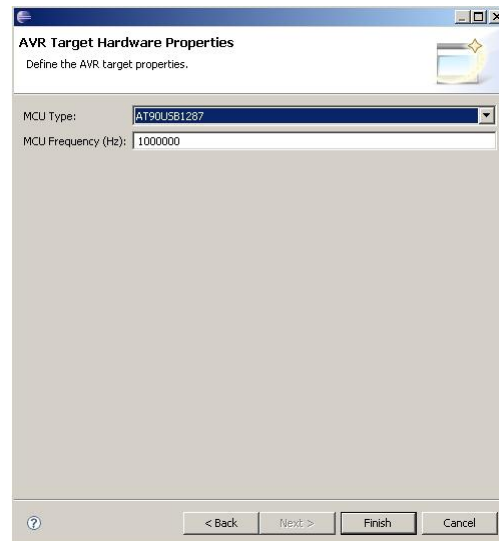 AVR Target Hardware Properties
Define the AVR target properties.
MCU Type: AT90USB1287
MCU Frequency (Hz): 1000000
? < Back Next > Finish Cancel